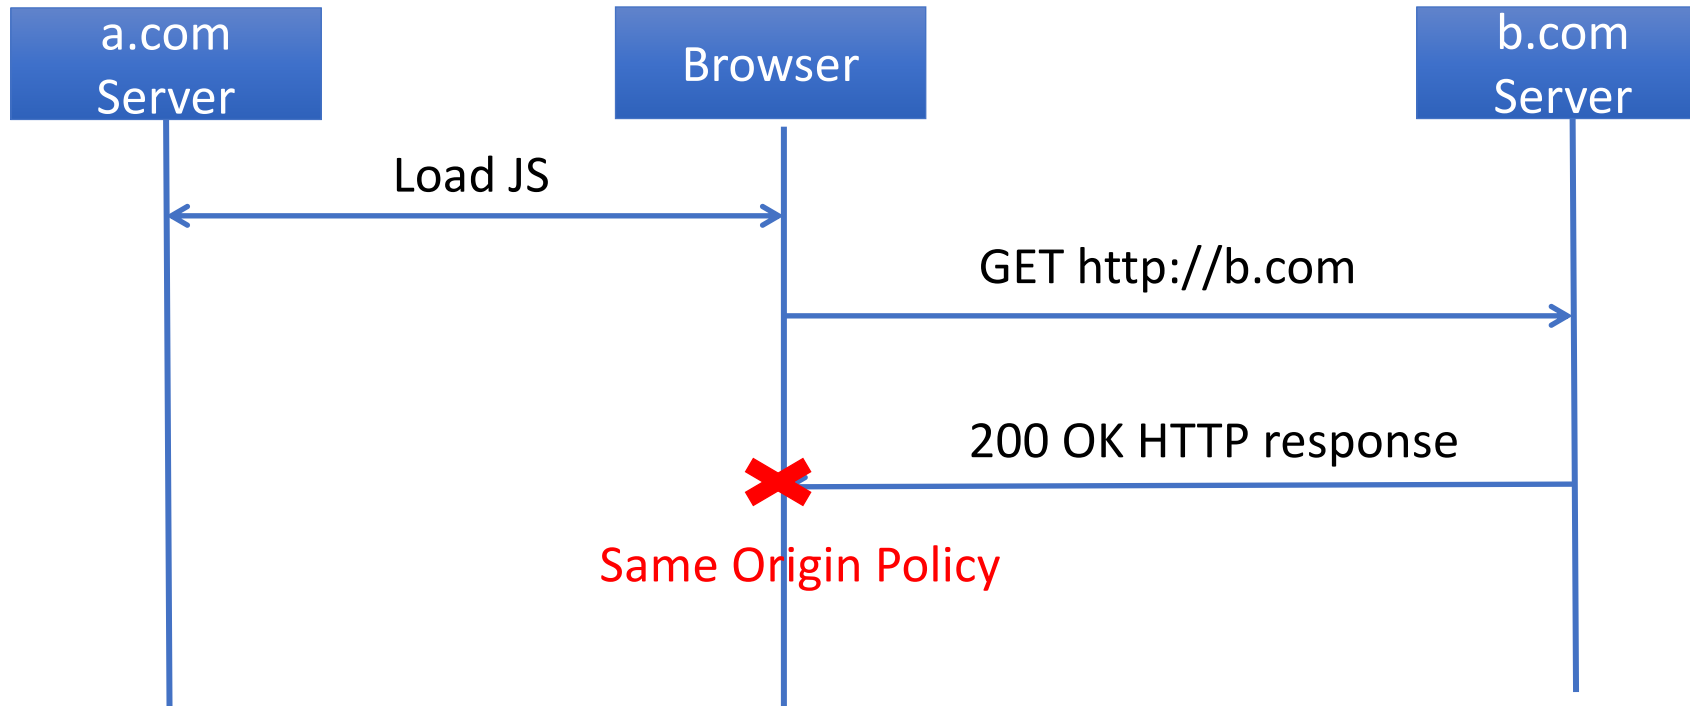 a.com
Server
Browser
b.com
Server
Load JS
GET http://b.com
200 OK HTTP response
Same Origin Policy